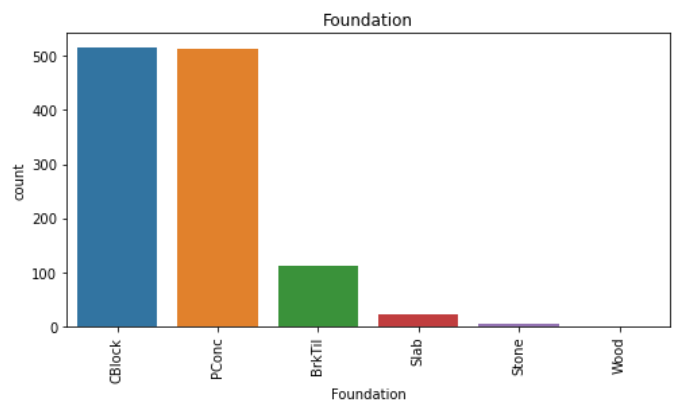 Foundation
500
400
300
200
100
0
count
CBlock
PConc
BrkTil
Slab
Stone
Wood
Foundation